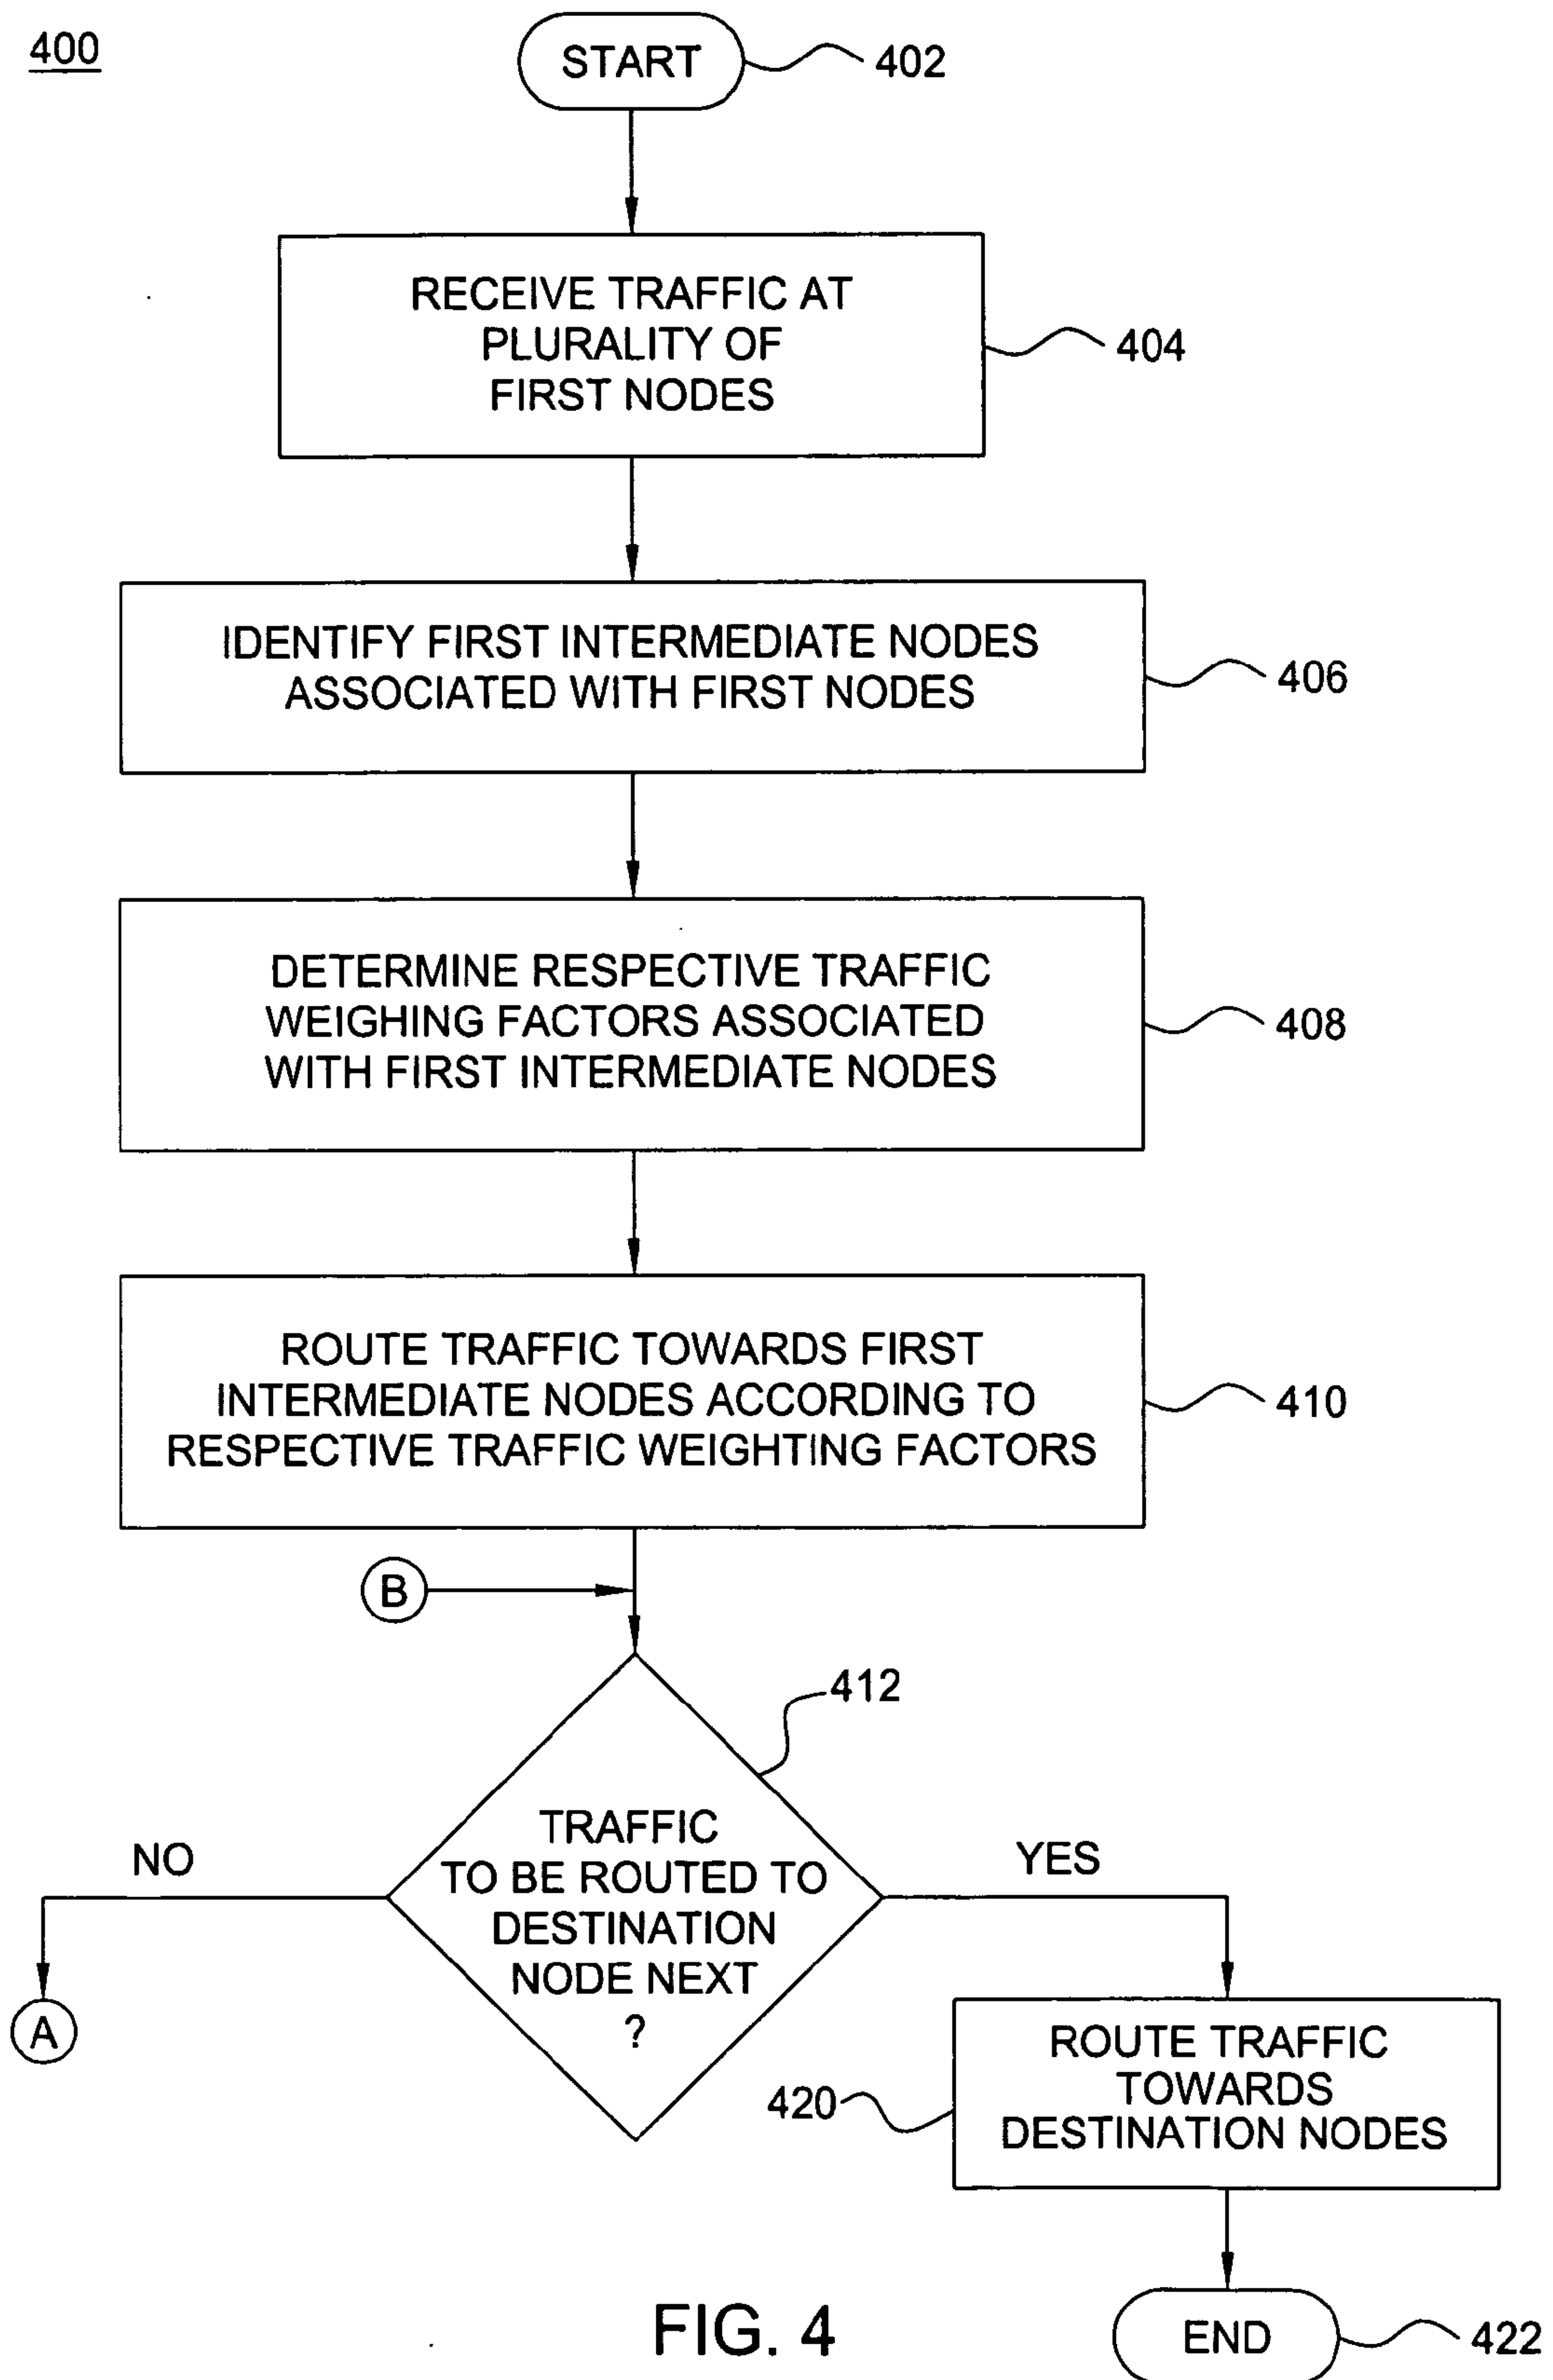 400
START
402
RECEIVE TRAFFIC AT
PLURALITY OF
FIRST NODES
404
IDENTIFY FIRST INTERMEDIATE NODES
ASSOCIATED WITH FIRST NODES
406
DETERMINE RESPECTIVE TRAFFIC
WEIGHING FACTORS ASSOCIATED
WITH FIRST INTERMEDIATE NODES
408
ROUTE TRAFFIC TOWARDS FIRST
INTERMEDIATE NODES ACCORDING TO
RESPECTIVE TRAFFIC WEIGHTING FACTORS
410
B
412
TRAFFIC
TO BE ROUTED TO
DESTINATION
NODE NEXT
?
NO
YES
A
ROUTE TRAFFIC
TOWARDS
DESTINATION NODES
420
END
422
FIG. 4